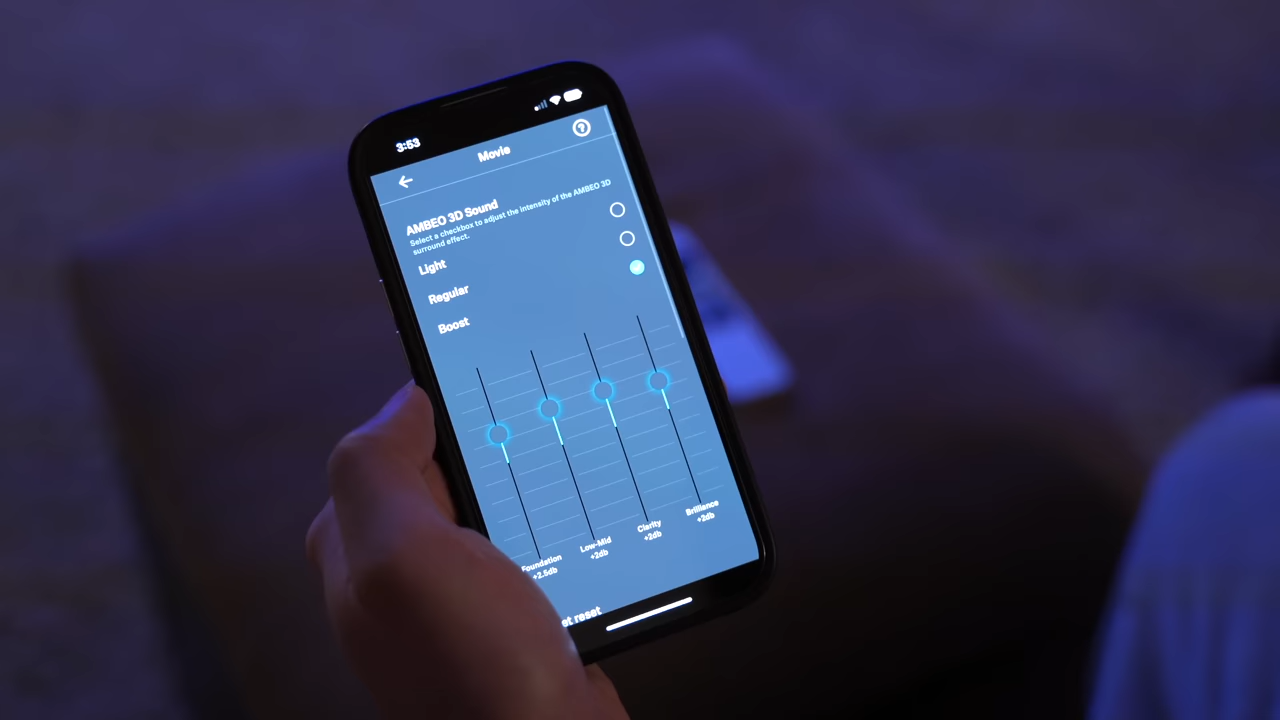 3:53
Movie
AMBEO 3D Sound
Select a checkbox to adjust the intensity of the AMBEO 3D
surround effect.
Light
Regular
Boost
Foundation
+2.5db
Low-Mid
+2db
Clarity
+2db
Brilliance
+2db
et reset